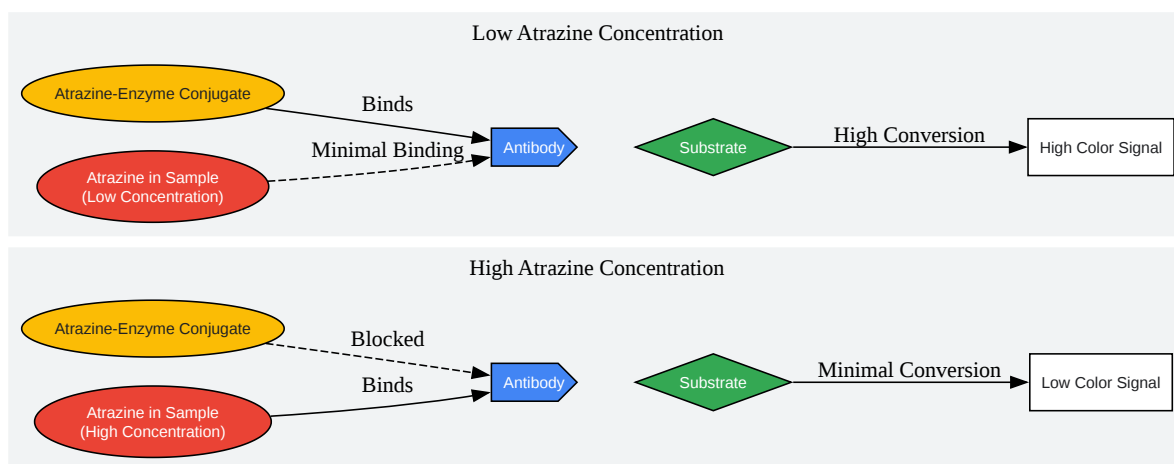 Low Atrazine Concentration
Atrazine-Enzyme Conjugate
Binds
Minimal Binding
Atrazine in Sample
(Low Concentration)
Antibody
Substrate
High Conversion
High Color Signal
High Atrazine Concentration
Atrazine-Enzyme Conjugate
Blocked
Binds
Atrazine in Sample
(High Concentration)
Antibody
Substrate
Minimal Conversion
Low Color Signal